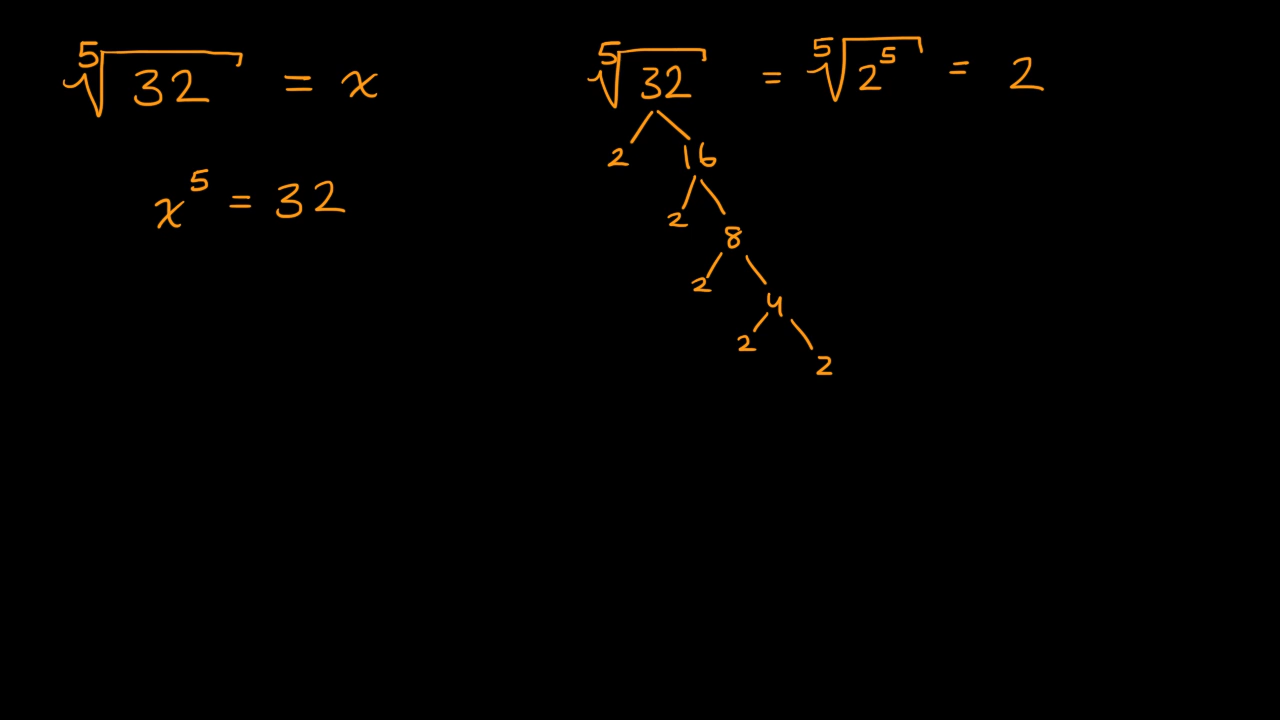 ⁵√32 = x
x⁵ = 32
⁵√32 = ⁵√2⁵ = 2
2 16
2 8
2 4
2 2